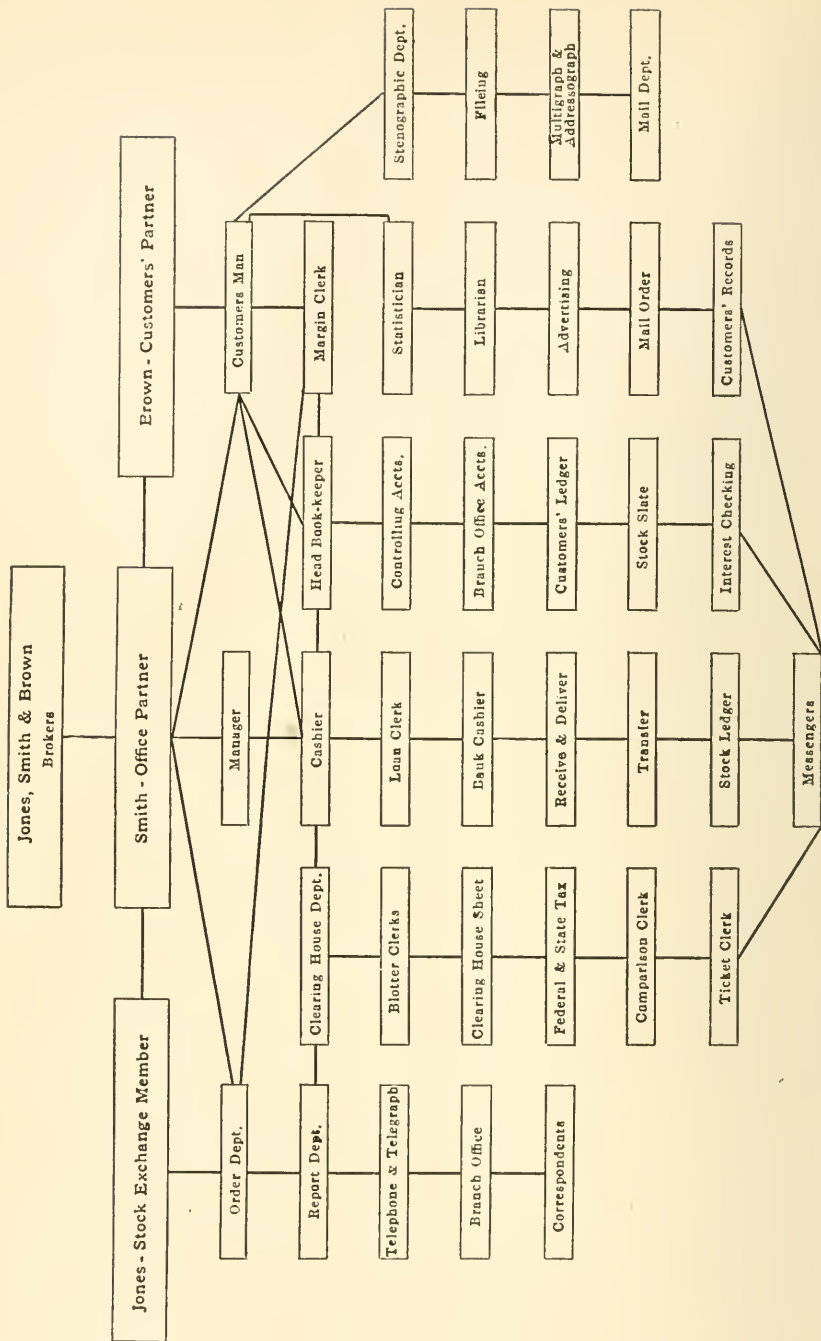 Jones, Smith & Brown
Brokers
Jones - Stock Exchange Member
Smith - Office Partner
Brown - Customers' Partner
Order Dept.
Manager
Customers Man
Report Dept.
Clearing House Dept.
Cashier
Head Book-keeper
Margin Clerk
Telephone & Telegraph
Blotter Clerks
Loan Clerk
Controlling Accts.
Statistician
Stenographic Dept.
Branch Office
Clearing House Sheet
Bank Cashier
Branch Office Accts.
Librarian
Fileing
Correspondents
Federal & State Tax
Receive & Deliver
Customers' Ledger
Advertising
Multigraph &
Addressograph
Comparison Clerk
Transfer
Stock Slate
Mail Order
Mail Dept.
Ticket Clerk
Stock Ledger
Interest Checking
Customers' Records
Messengers